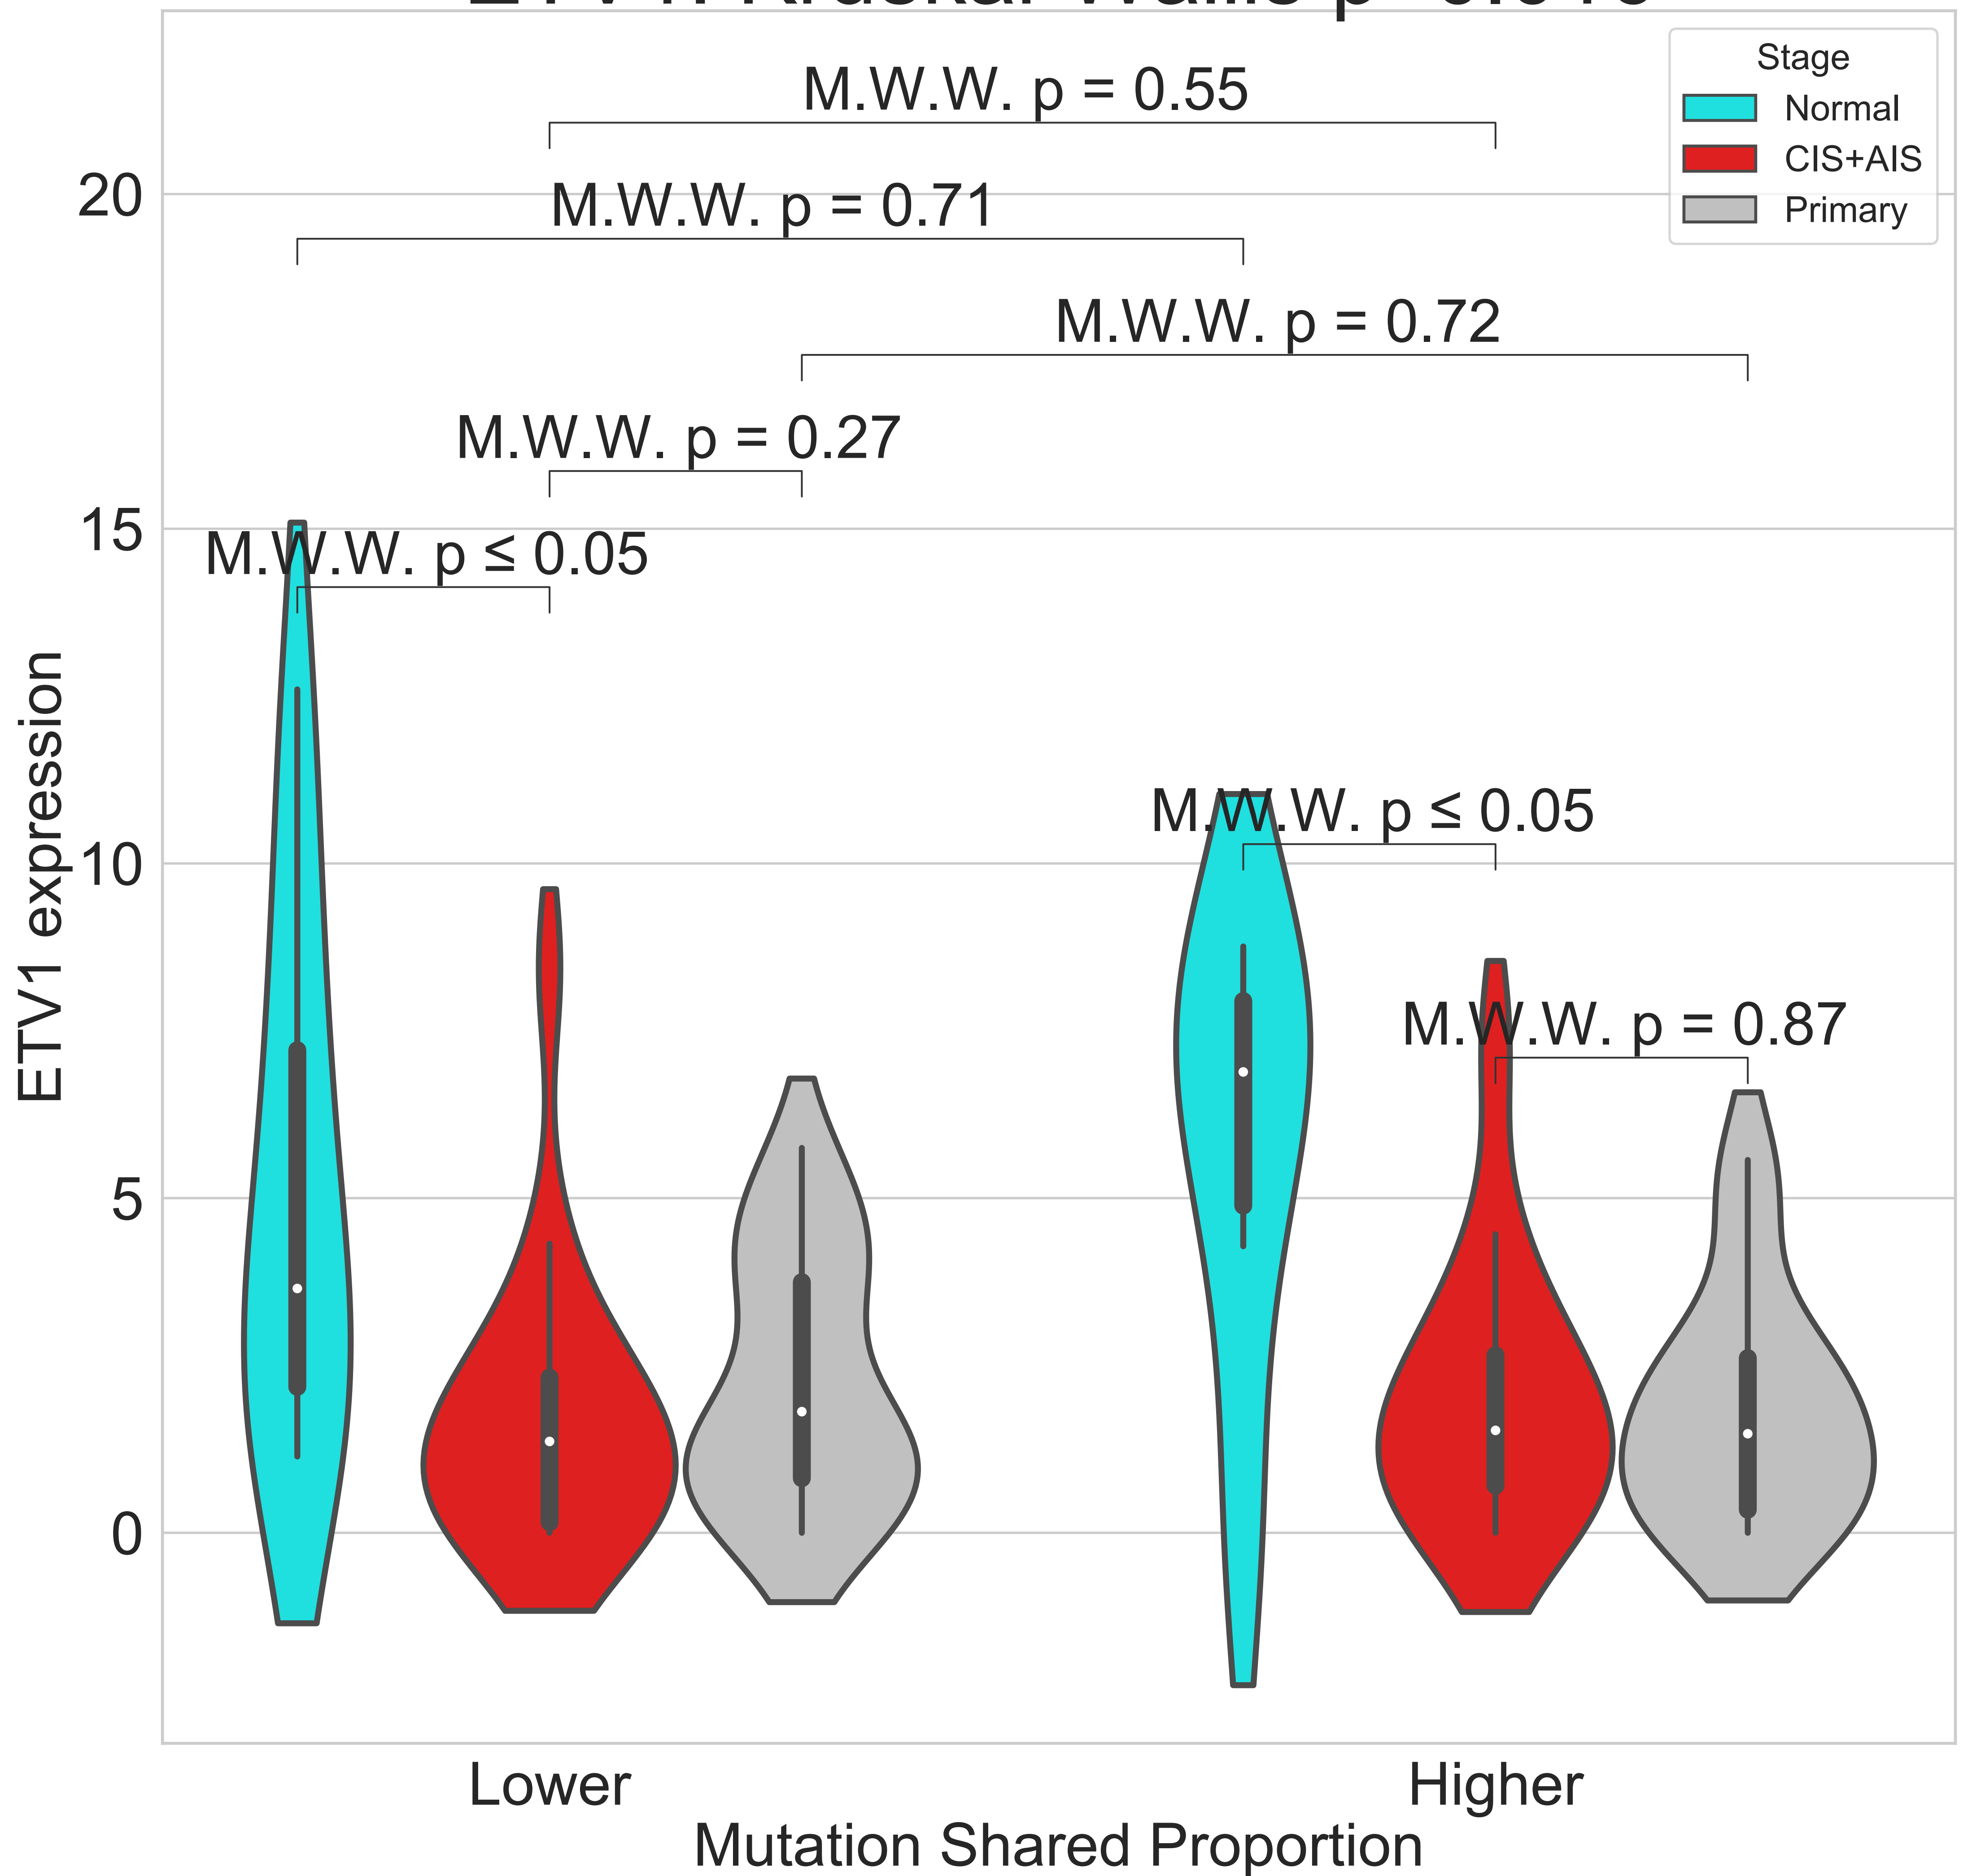 Stage
Normal
CIS+AIS
Primary
M.W.W. p = 0.55
M.W.W. p = 0.71
M.W.W. p = 0.72
M.W.W. p = 0.27
M.W.W. p ≤ 0.05
M.W.W. p ≤ 0.05
M.W.W. p = 0.87
20
15
10
5
0
ETV1 expression
Lower
Higher
Mutation Shared Proportion